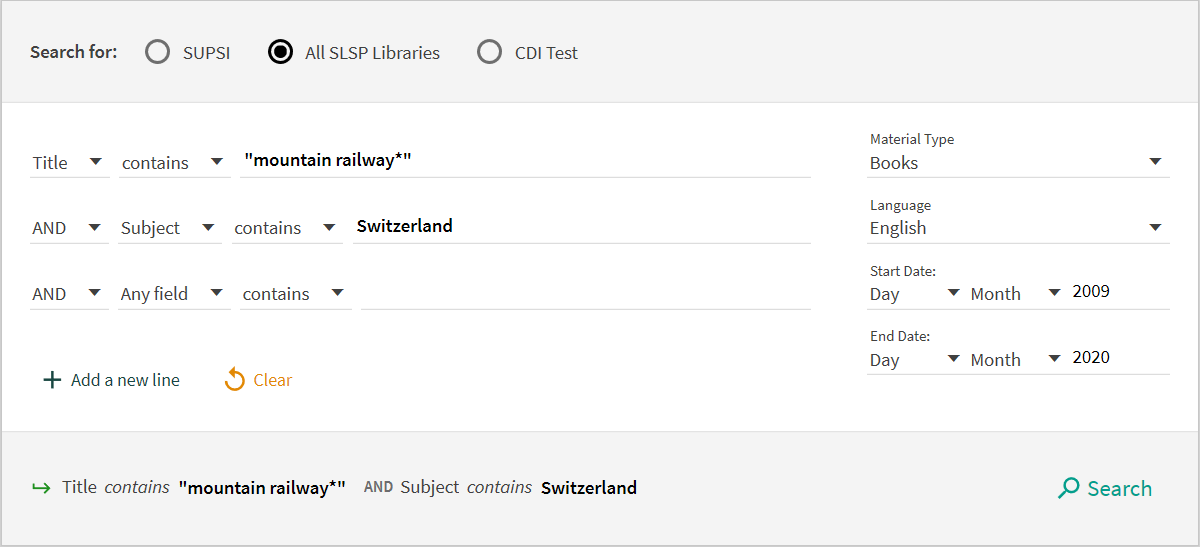 Search for: SUPSI All SLSP Libraries CDI Test
Title contains "mountain railway*"
AND Subject contains Switzerland
AND Any field contains
Add a new line Clear
Material Type
Books
Language
English
Start Date:
Day Month 2009
End Date:
Day Month 2020
Title contains "mountain railway*" AND Subject contains Switzerland
Search